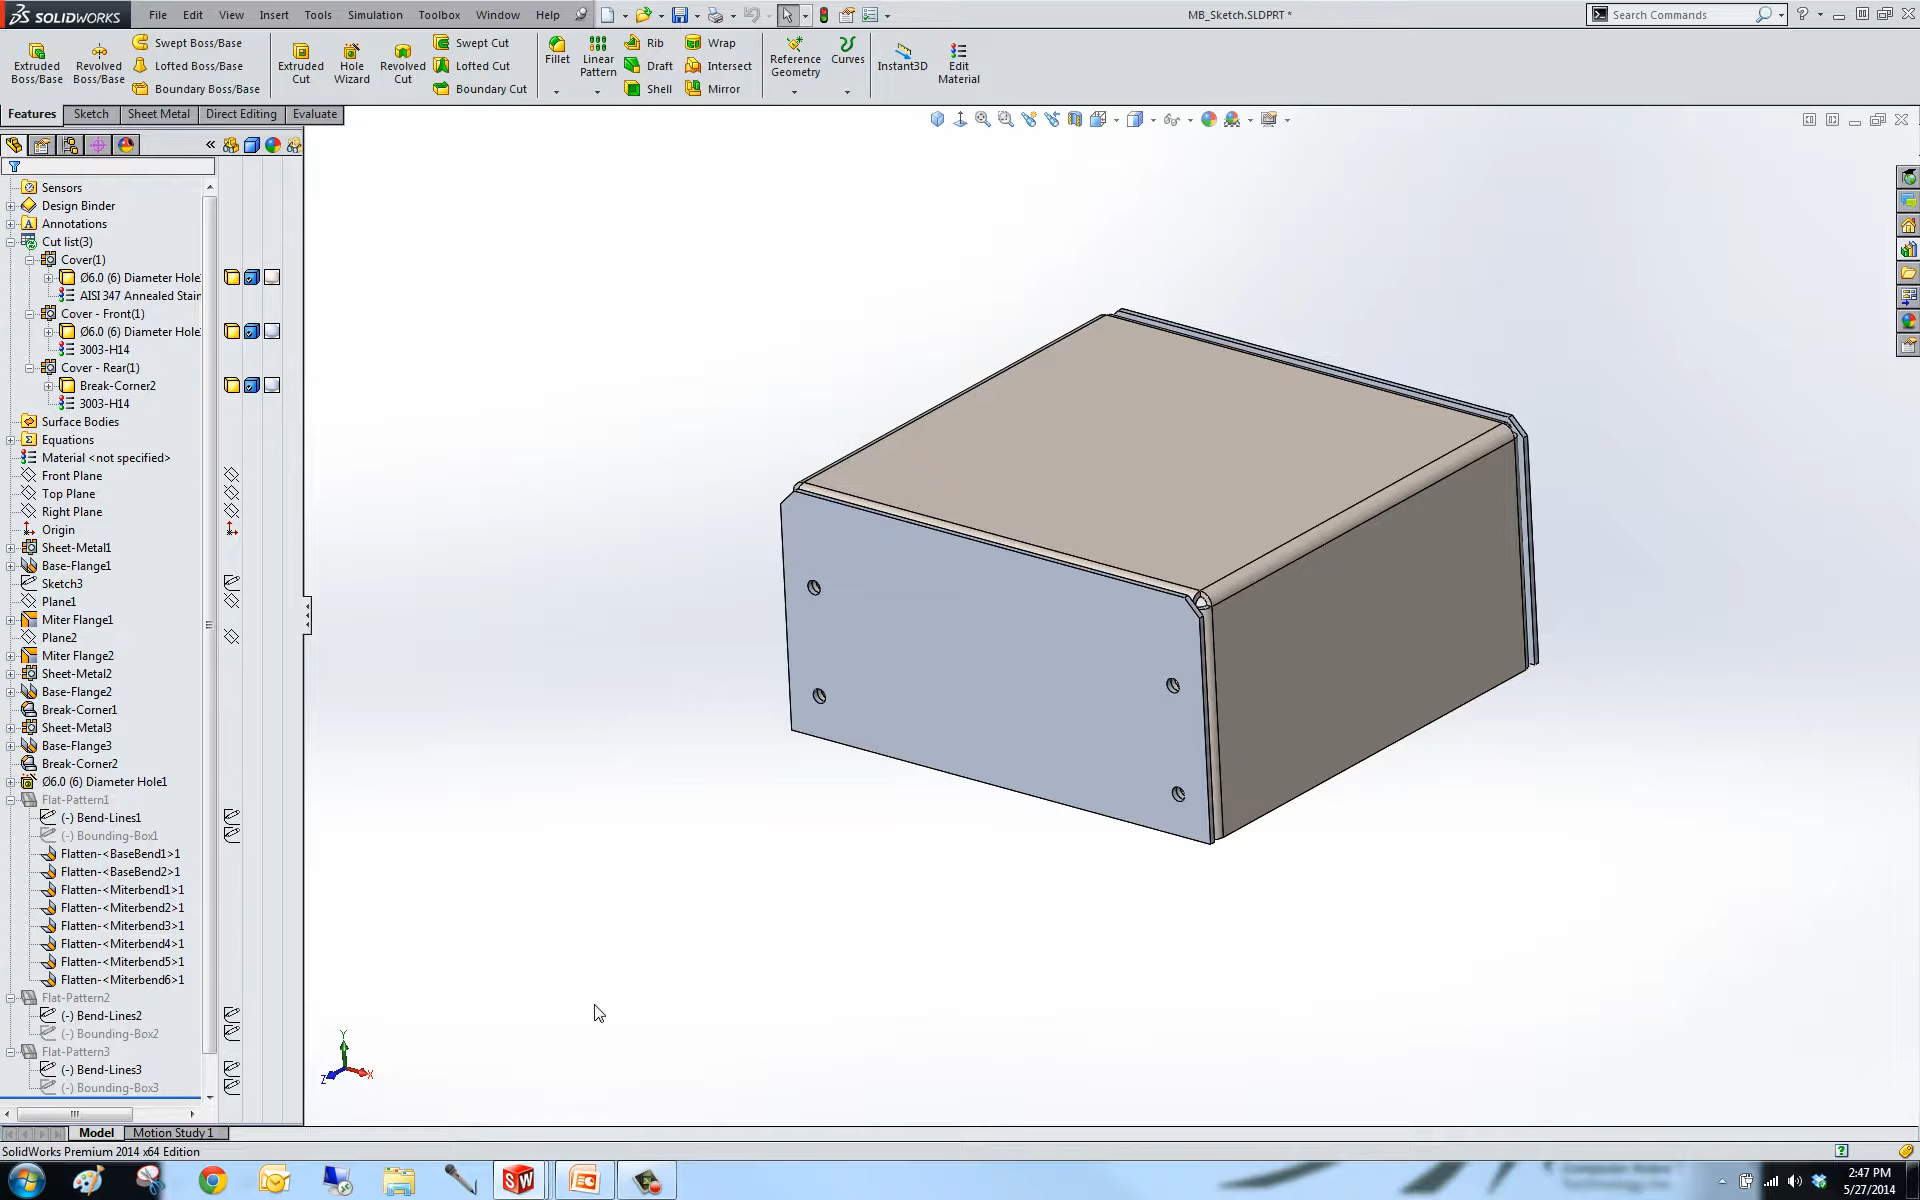 SOLIDWORKS File Edit View Insert Tools Simulation Toolbox Window Help MB_Sketch.SLDPRT * Search Commands
Extruded Boss/Base
Revolved Boss/Base
Swept Boss/Base
Lofted Boss/Base
Boundary Boss/Base
Extruded Cut
Hole Wizard
Revolved Cut
Swept Cut
Lofted Cut
Boundary Cut
Fillet
Linear Pattern
Rib
Draft
Shell
Wrap
Intersect
Mirror
Reference Geometry
Curves
Instant3D
Edit Material
Features Sketch Sheet Metal Direct Editing Evaluate
Sensors
Design Binder
Annotations
Cut list(3)
Cover(1)
Ø6.0 (6) Diameter Hole
AISI 347 Annealed Stair
Cover - Front(1)
Ø6.0 (6) Diameter Hole
3003-H14
Cover - Rear(1)
Break-Corner2
3003-H14
Surface Bodies
Equations
Material <not specified>
Front Plane
Top Plane
Right Plane
Origin
Sheet-Metal1
Base-Flange1
Sketch3
Plane1
Miter Flange1
Plane2
Miter Flange2
Sheet-Metal2
Base-Flange2
Break-Corner1
Sheet-Metal3
Base-Flange3
Break-Corner2
Ø6.0 (6) Diameter Hole1
Flat-Pattern1
(-) Bend-Lines1
(-) Bounding-Box1
Flatten-<BaseBend1>1
Flatten-<BaseBend2>1
Flatten-<Miterbend1>1
Flatten-<Miterbend2>1
Flatten-<Miterbend3>1
Flatten-<Miterbend4>1
Flatten-<Miterbend5>1
Flatten-<Miterbend6>1
Flat-Pattern2
(-) Bend-Lines2
(-) Bounding-Box2
Flat-Pattern3
(-) Bend-Lines3
(-) Bounding-Box3
Y
Z X
Model Motion Study 1
SolidWorks Premium 2014 x64 Edition
SW
2:47 PM
5/27/2014